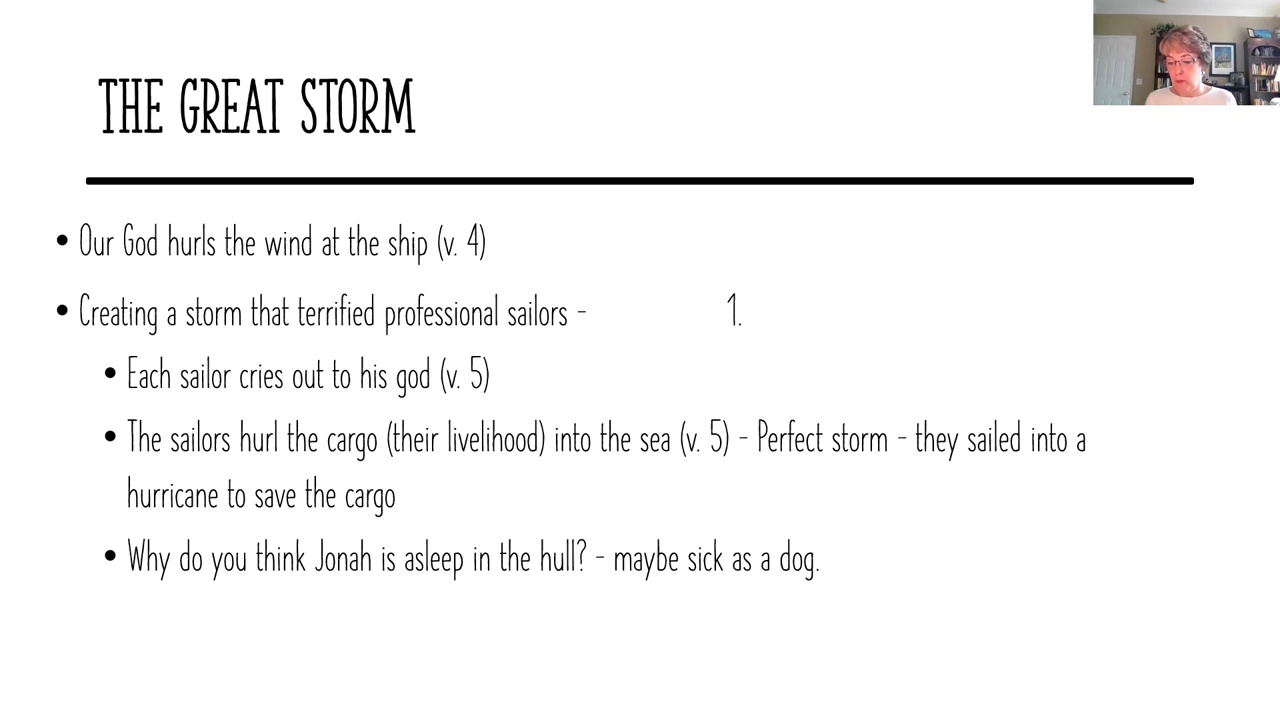 THE GREAT STORM
• Our God hurls the wind at the ship (v. 4)
• Creating a storm that terrified professional sailors - 1.
• Each sailor cries out to his god (v. 5)
• The sailors hurl the cargo (their livelihood) into the sea (v. 5) - Perfect storm - they sailed into a
hurricane to save the cargo
• Why do you think Jonah is asleep in the hull? - maybe sick as a dog.